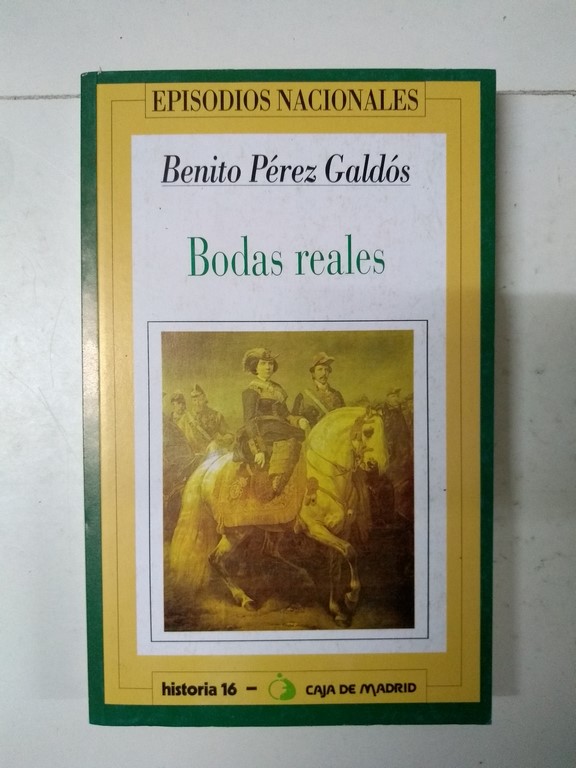 EPISODIOS NACIONALES
Benito Pérez Galdós
Bodas reales
historia 16 – CAJA DE MADRID